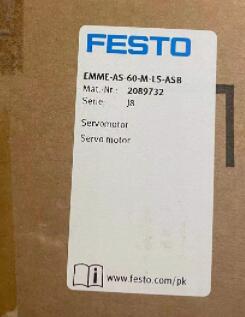 FESTO
EMME-AS-60-M-LS-ASB
Mat.-Nr.: 2089732
Serie: J8
Servomotor
Servo motor
www.festo.com/pk